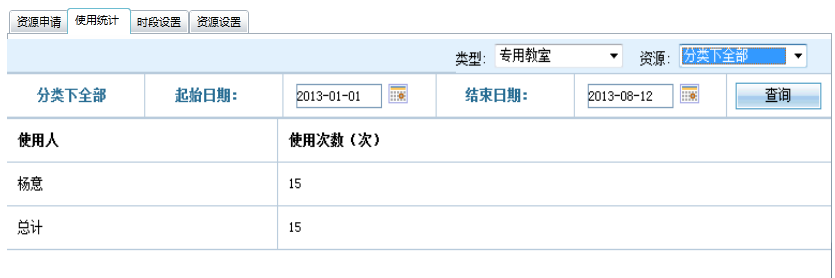 资源申请 使用统计 时段设置 资源设置
类型: 专用教室 资源: 分类下全部
分类下全部 起始日期: 2013-01-01 结束日期: 2013-08-12 查询
使用人 使用次数（次）
杨意 15
总计 15